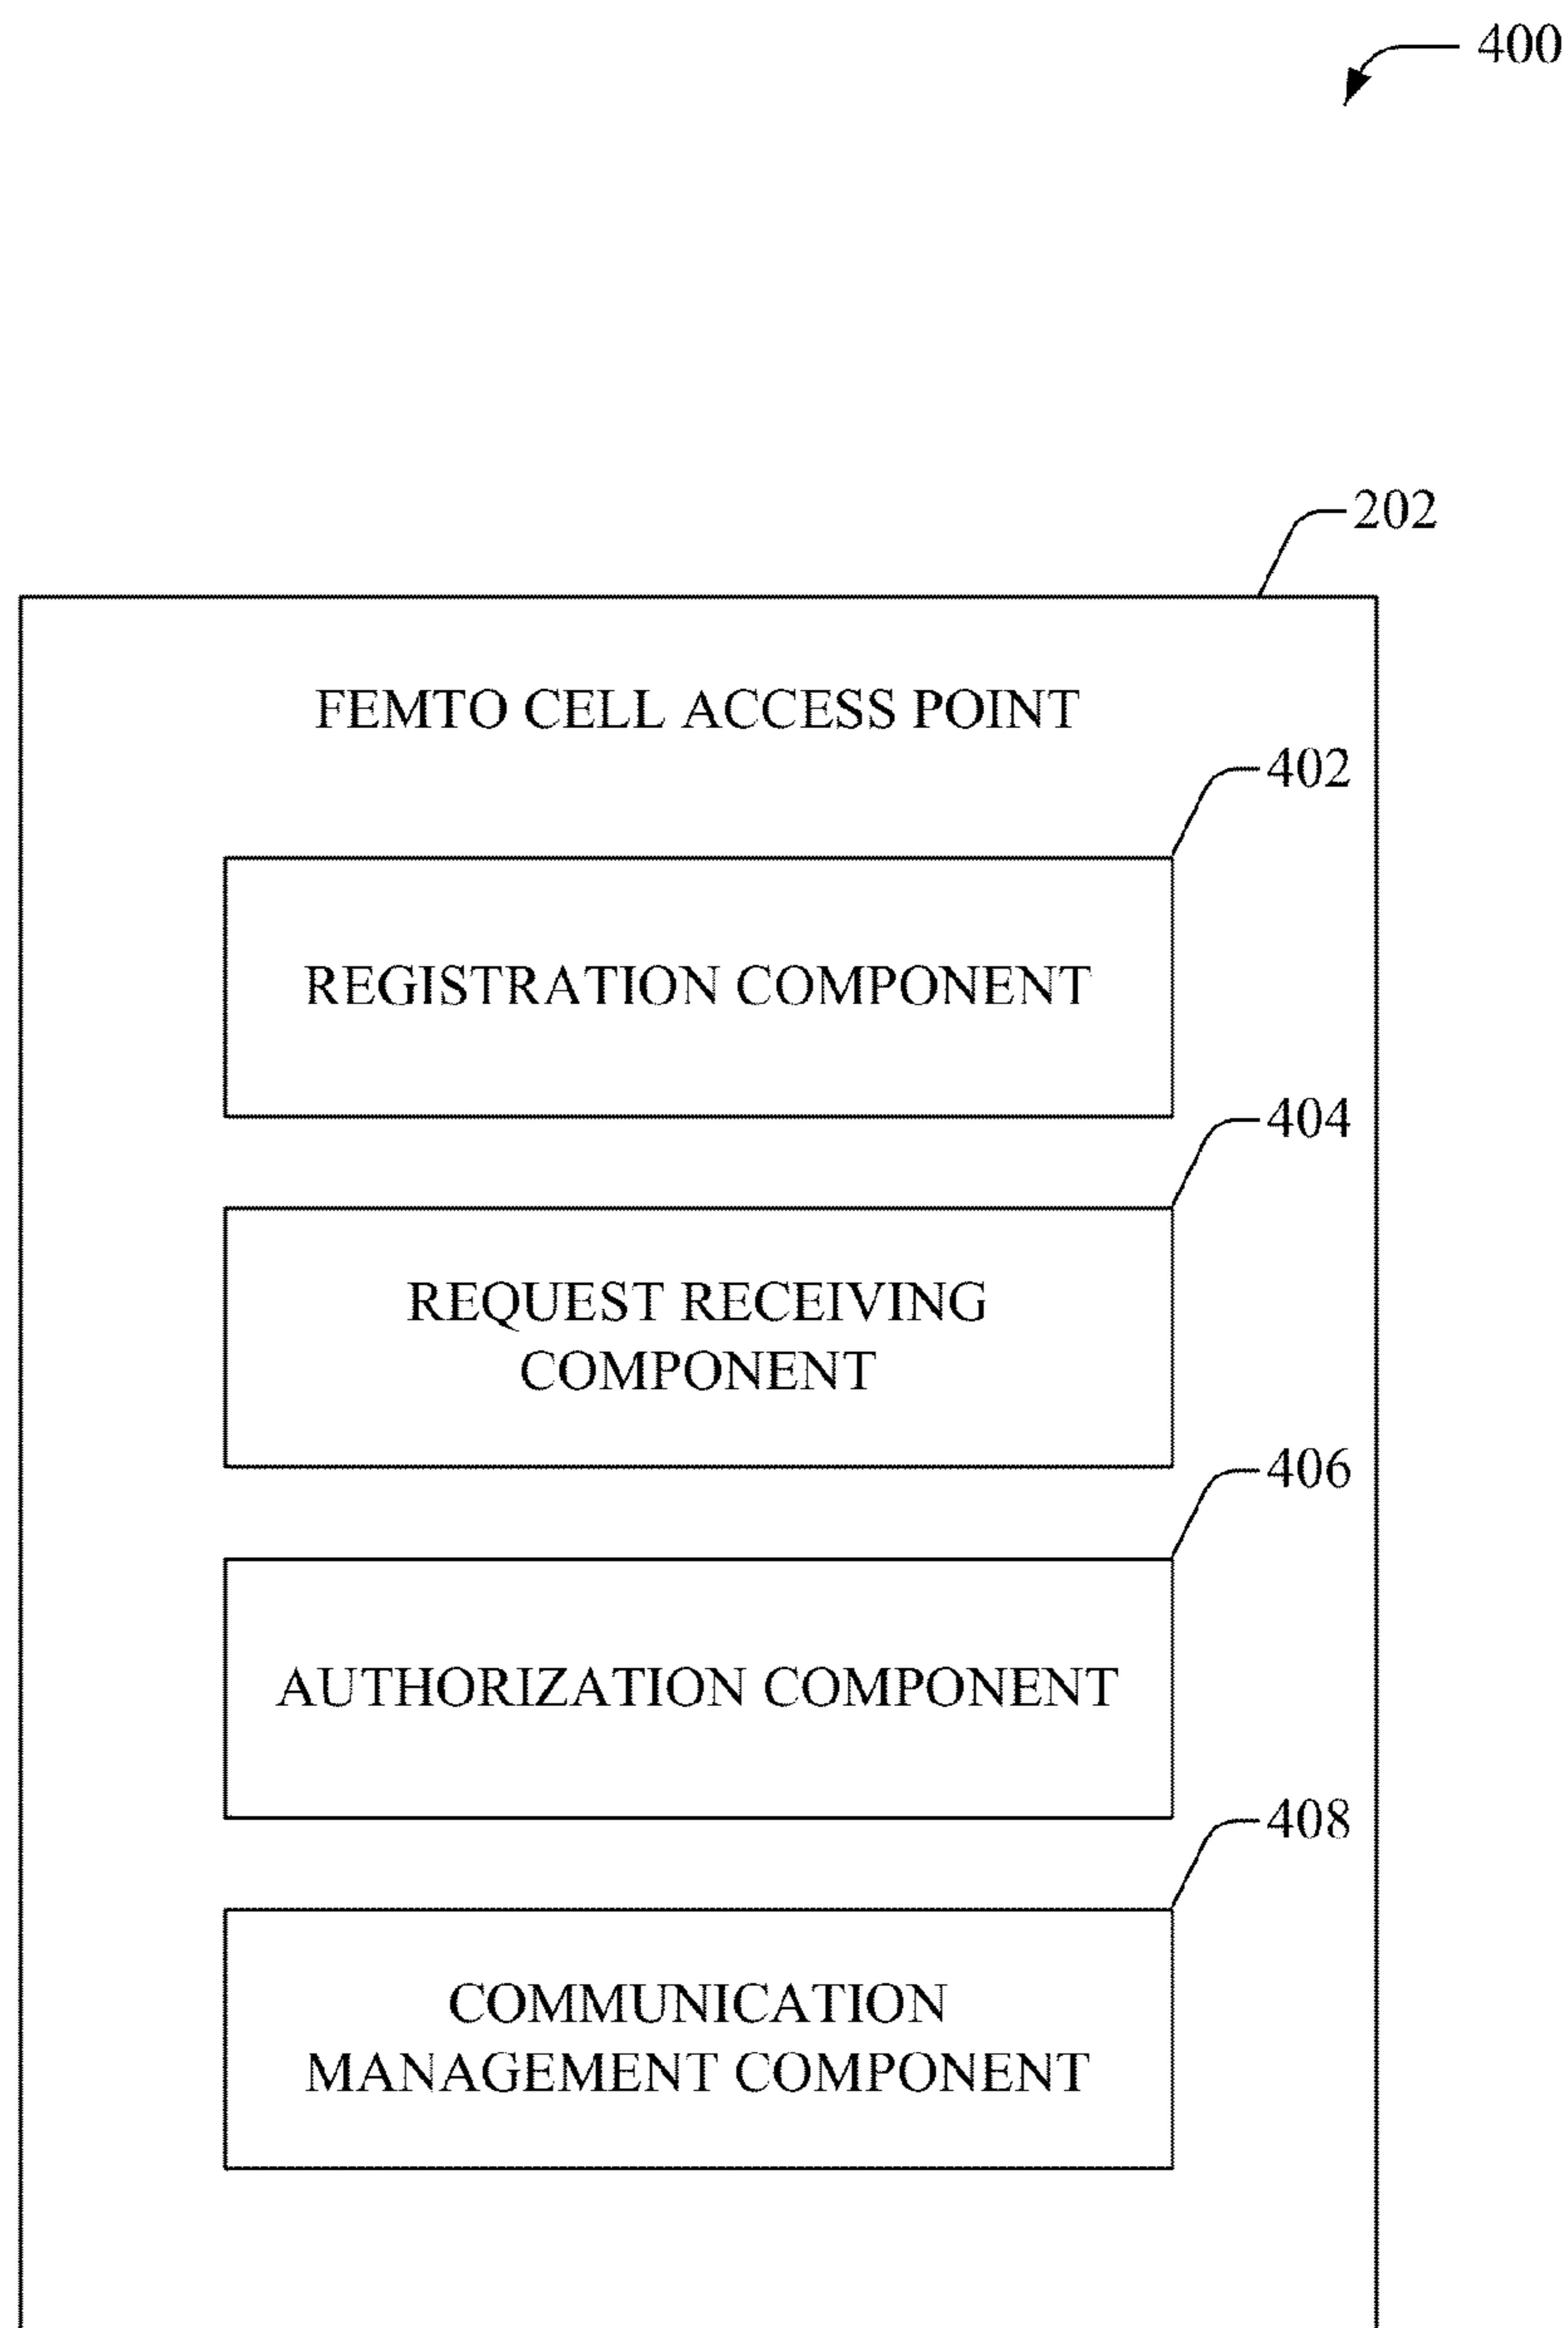 400
202
FEMTO CELL ACCESS POINT
402
REGISTRATION COMPONENT
404
REQUEST RECEIVING
COMPONENT
406
AUTHORIZATION COMPONENT
408
COMMUNICATION
MANAGEMENT COMPONENT